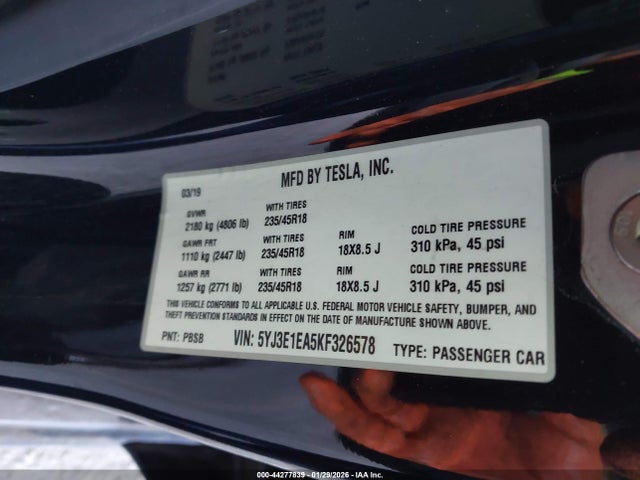 MFD BY TESLA, INC.
03/19
GVWR WITH TIRES
2180 kg (4806 lb) 235/45R18
GAWR FRT WITH TIRES RIM COLD TIRE PRESSURE
1110 kg (2447 lb) 235/45R18 18X8.5 J 310 kPa, 45 psi
GAWR RR WITH TIRES RIM COLD TIRE PRESSURE
1257 kg (2771 lb) 235/45R18 18X8.5 J 310 kPa, 45 psi
THIS VEHICLE CONFORMS TO ALL APPLICABLE U.S. FEDERAL MOTOR VEHICLE SAFETY, BUMPER, AND
THEFT PREVENTION STANDARDS IN EFFECT ON THE DATE OF MANUFACTURE SHOWN ABOVE.
PNT: PBSB VIN: 5YJ3E1EA5KF326578 TYPE: PASSENGER CAR
000-44277839 - 01/29/2026 - IAA Inc.